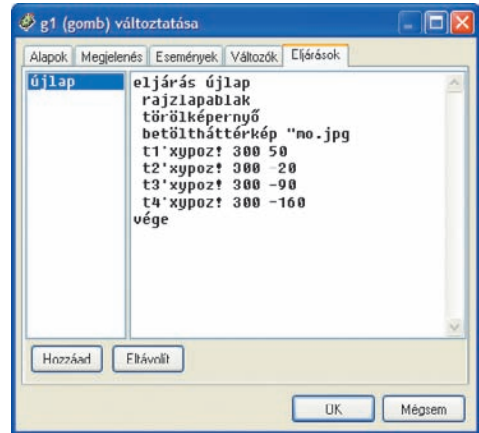 g1 (gomb) változtatása
Alapok Megjelenés Események Változók Eljárások
újlap
eljárás újlap
rajzlapablak
törölképernyő
betöltháttérkép "mo.jpg
t1'xypoz! 300 50
t2'xypoz! 300 -20
t3'xypoz! 300 -90
t4'xypoz! 300 -160
vége
Hozzáad Eltávolít
OK Mégsem